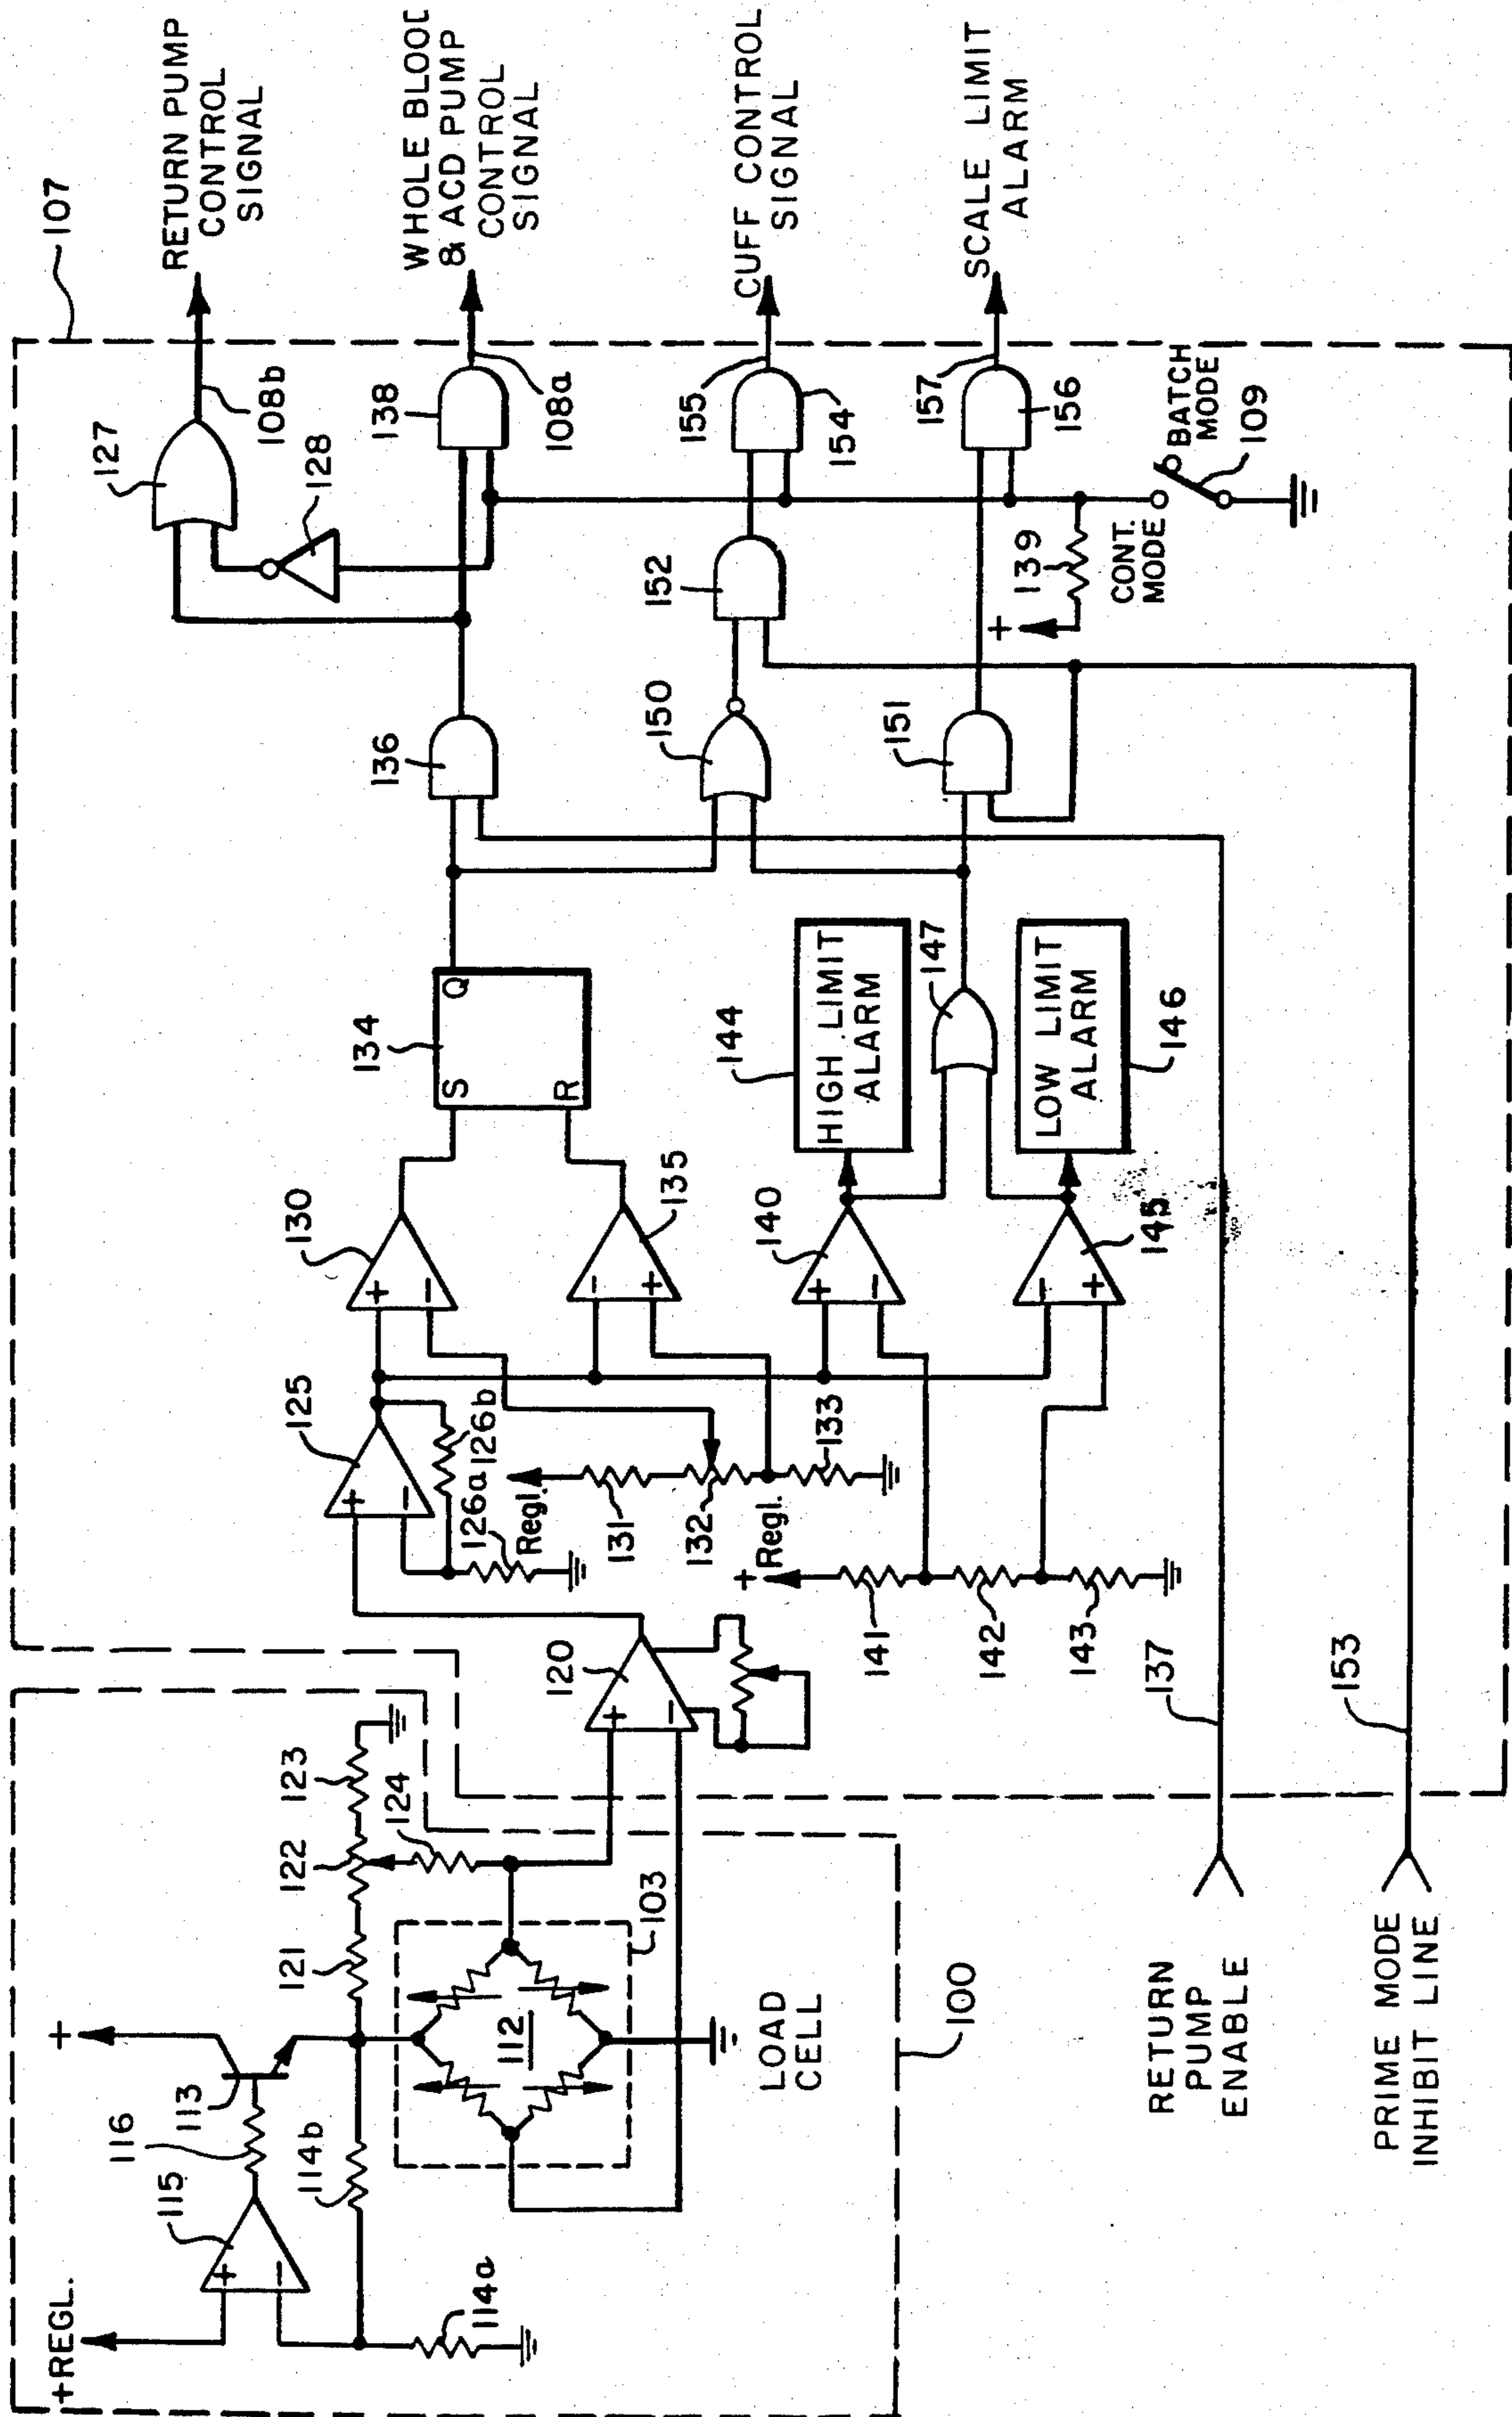 107
RETURN PUMP
CONTROL
SIGNAL
WHOLE BLOOD
& ACD PUMP
CONTROL
SIGNAL
CUFF CONTROL
SIGNAL
SCALE LIMIT
ALARM
127
128
108b
138
108a
155
154
157
156
BATCH
MODE
109
CONT.
MODE
139
+
152
136
150
151
134
S
Q
R
130
+
-
135
-
+
140
+
-
145
-
+
144
HIGH LIMIT
ALARM
147
LOW LIMIT
ALARM
146
125
+
-
126a
126b
Regl.
131
132
133
+
Regl.
141
142
143
120
+
-
137
153
+REGL.
115
+
-
116
113
+
114b
114a
121
122
123
124
112
103
LOAD
CELL
100
RETURN
PUMP
ENABLE
PRIME MODE
INHIBIT LINE